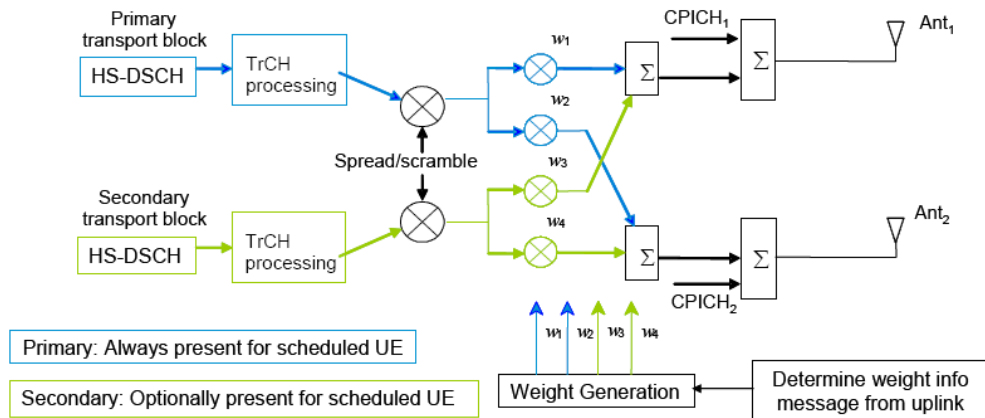 Primary
transport block
HS-DSCH
TrCH
processing
w1
w2
Σ
CPICH1
Σ
Ant1
Spread/scramble
w3
w4
Secondary
transport block
HS-DSCH
TrCH
processing
Σ
CPICH2
Σ
Ant2
w1 w2 w3 w4
Primary: Always present for scheduled UE
Secondary: Optionally present for scheduled UE
Weight Generation
Determine weight info
message from uplink